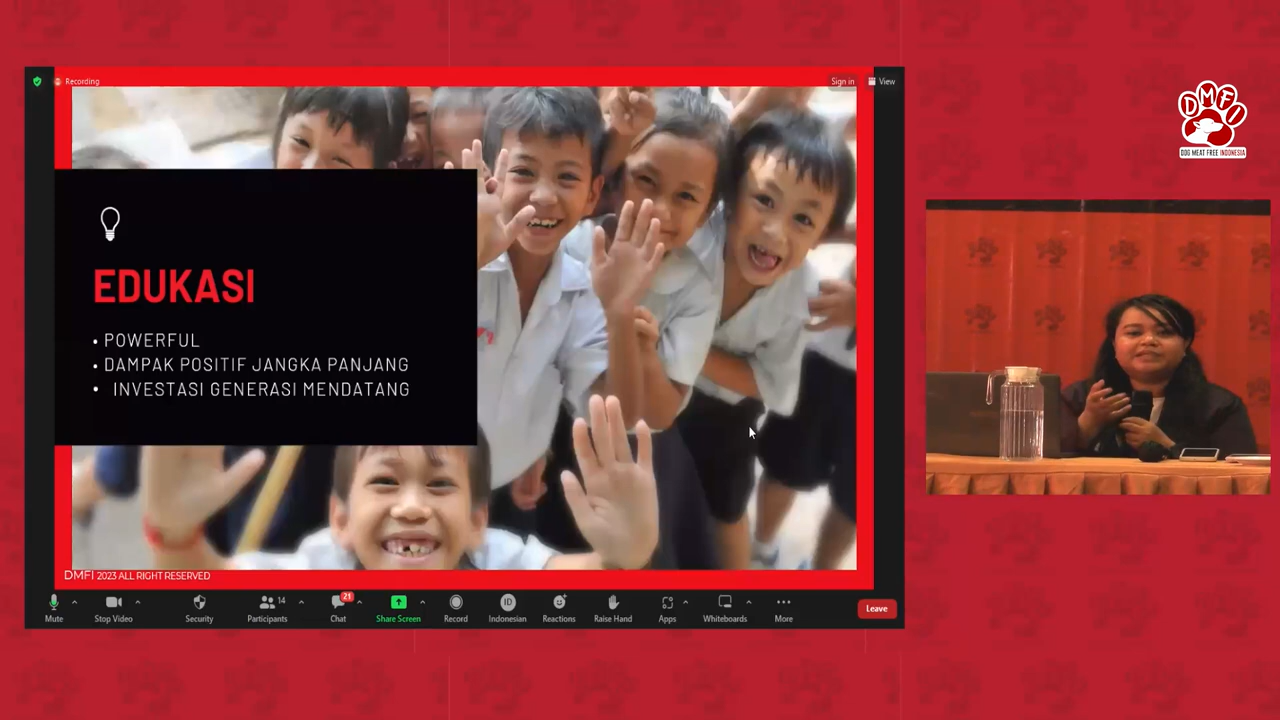 Recording
Sign in
View
EDUKASI
• POWERFUL
• DAMPAK POSITIF JANGKA PANJANG
• INVESTASI GENERASI MENDATANG
DMFI 2023 ALL RIGHT RESERVED
14
21
ID
Mute
Stop Video
Security
Participants
Chat
Share Screen
Record
Indonesian
Reactions
Raise Hand
Apps
Whiteboards
More
Leave
DMFI
DOG MEAT FREE INDONESIA